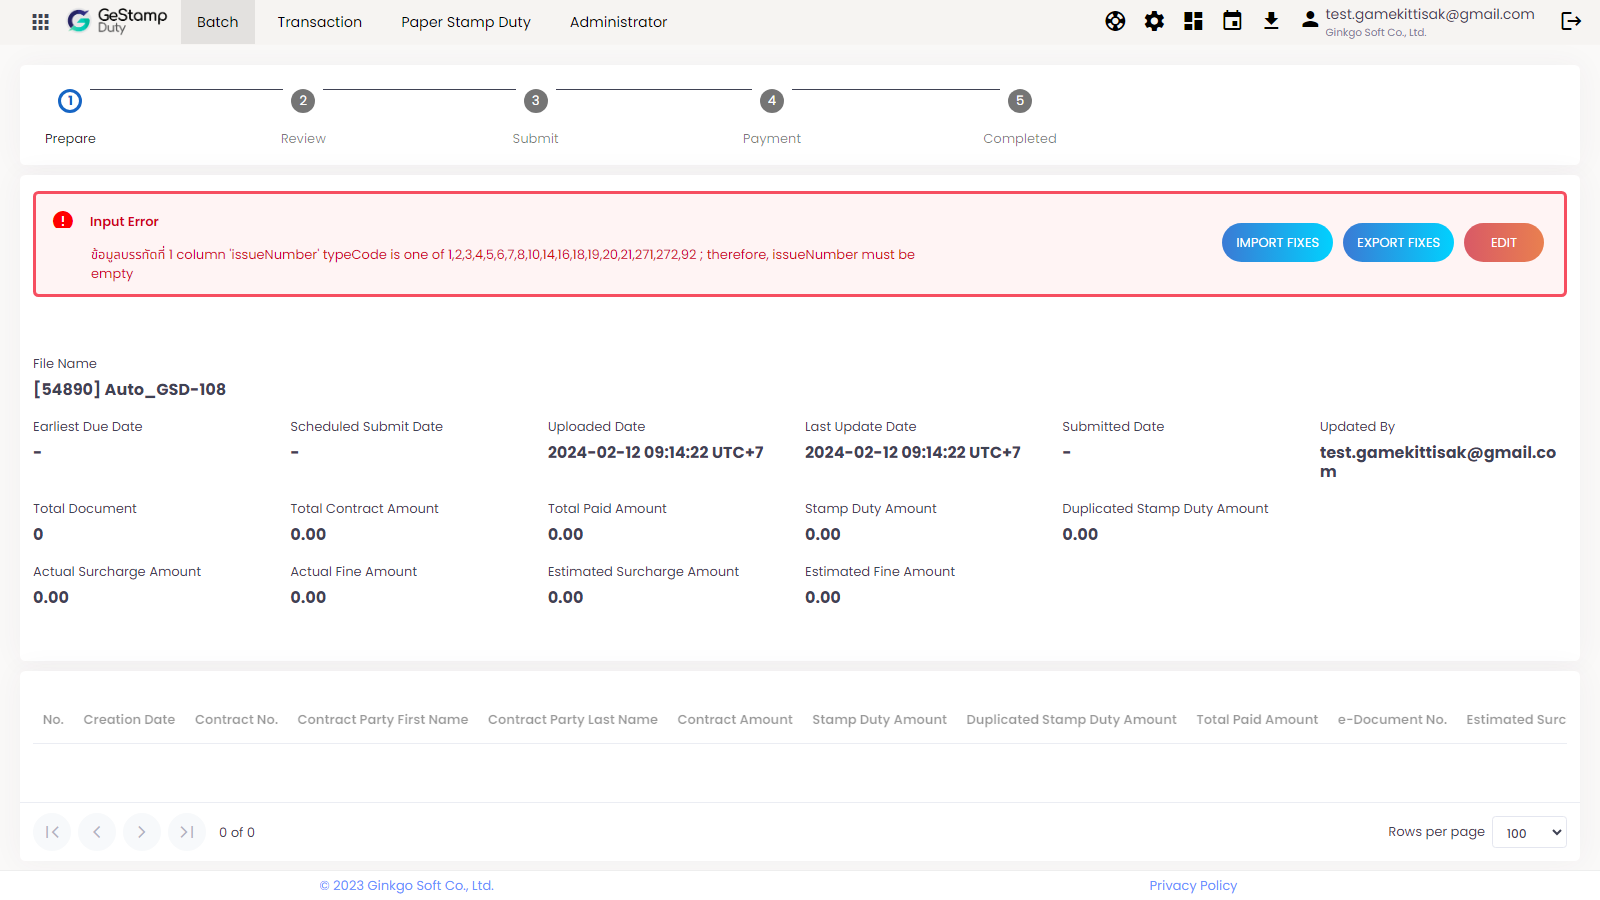 GeStamp
Duty
Batch
Transaction
Paper Stamp Duty
Administrator
test.gamekittisak@gmail.com
Ginkgo Soft Co., Ltd.
1
2
3
4
5
Prepare
Review
Submit
Payment
Completed
Input Error
ข้อมูลบรรทัดที่ 1 column 'issueNumber' typeCode is one of 1,2,3,4,5,6,7,8,10,14,16,18,19,20,21,271,272,92 ; therefore, issueNumber must be
empty
IMPORT FIXES
EXPORT FIXES
EDIT
File Name
[54890] Auto_GSD-108
Earliest Due Date
Scheduled Submit Date
Uploaded Date
Last Update Date
Submitted Date
Updated By
-
-
2024-02-12 09:14:22 UTC+7
2024-02-12 09:14:22 UTC+7
-
test.gamekittisak@gmail.co
m
Total Document
Total Contract Amount
Total Paid Amount
Stamp Duty Amount
Duplicated Stamp Duty Amount
0
0.00
0.00
0.00
0.00
Actual Surcharge Amount
Actual Fine Amount
Estimated Surcharge Amount
Estimated Fine Amount
0.00
0.00
0.00
0.00
No.
Creation Date
Contract No.
Contract Party First Name
Contract Party Last Name
Contract Amount
Stamp Duty Amount
Duplicated Stamp Duty Amount
Total Paid Amount
e-Document No.
Estimated Surc
0 of 0
Rows per page
100
© 2023 Ginkgo Soft Co., Ltd.
Privacy Policy